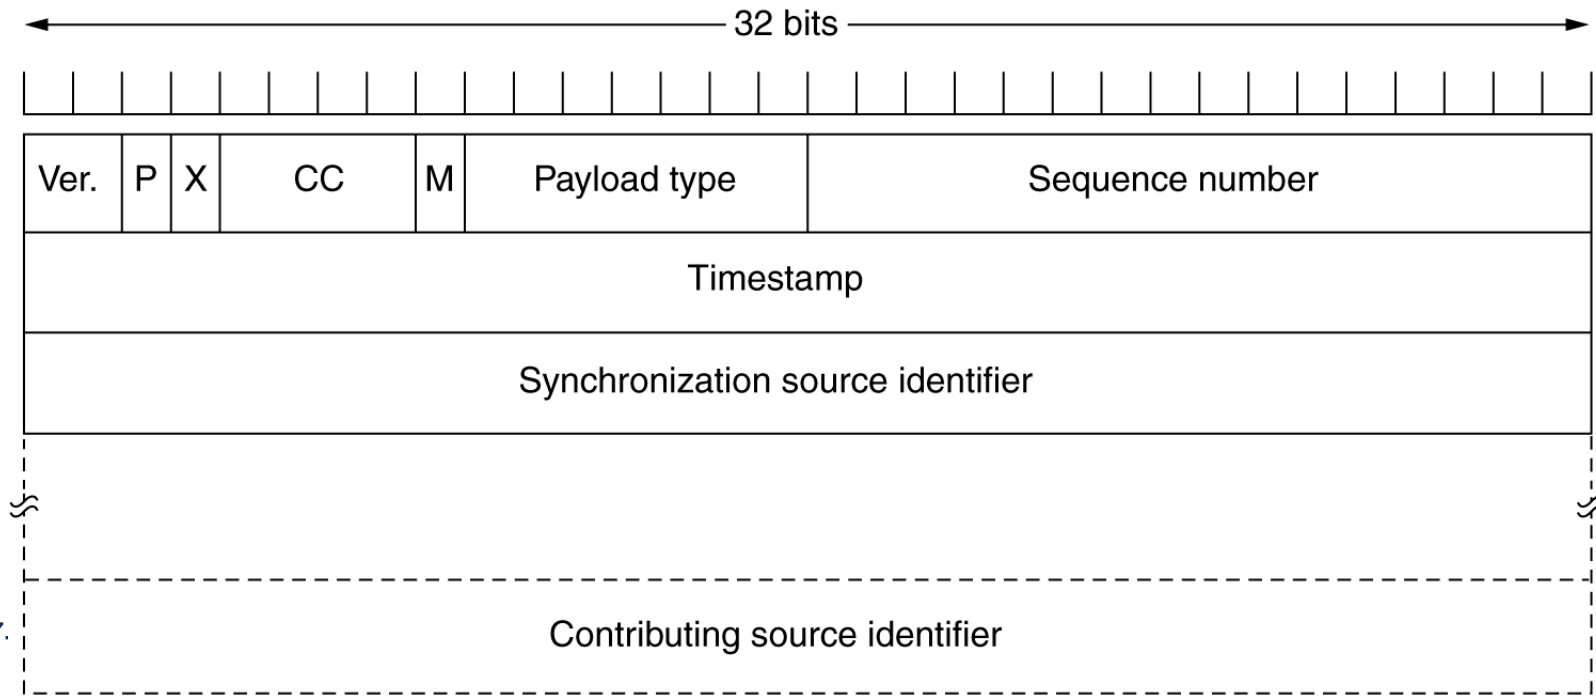 32 bits
Ver. P X CC M Payload type Sequence number
Timestamp
Synchronization source identifier
Contributing source identifier